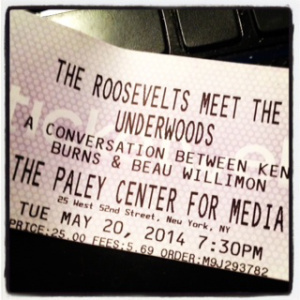 THE ROOSEVELTS MEET THE
UNDERWOODS
A CONVERSATION BETWEEN KEN
BURNS & BEAU WILLIMON
THE PALEY CENTER FOR MEDIA
25 West 52nd Street, New York, NY
TUE MAY 20, 2014 7:30PM
PRICE:25.00 FEES:5.69 ORDER:M9J293782